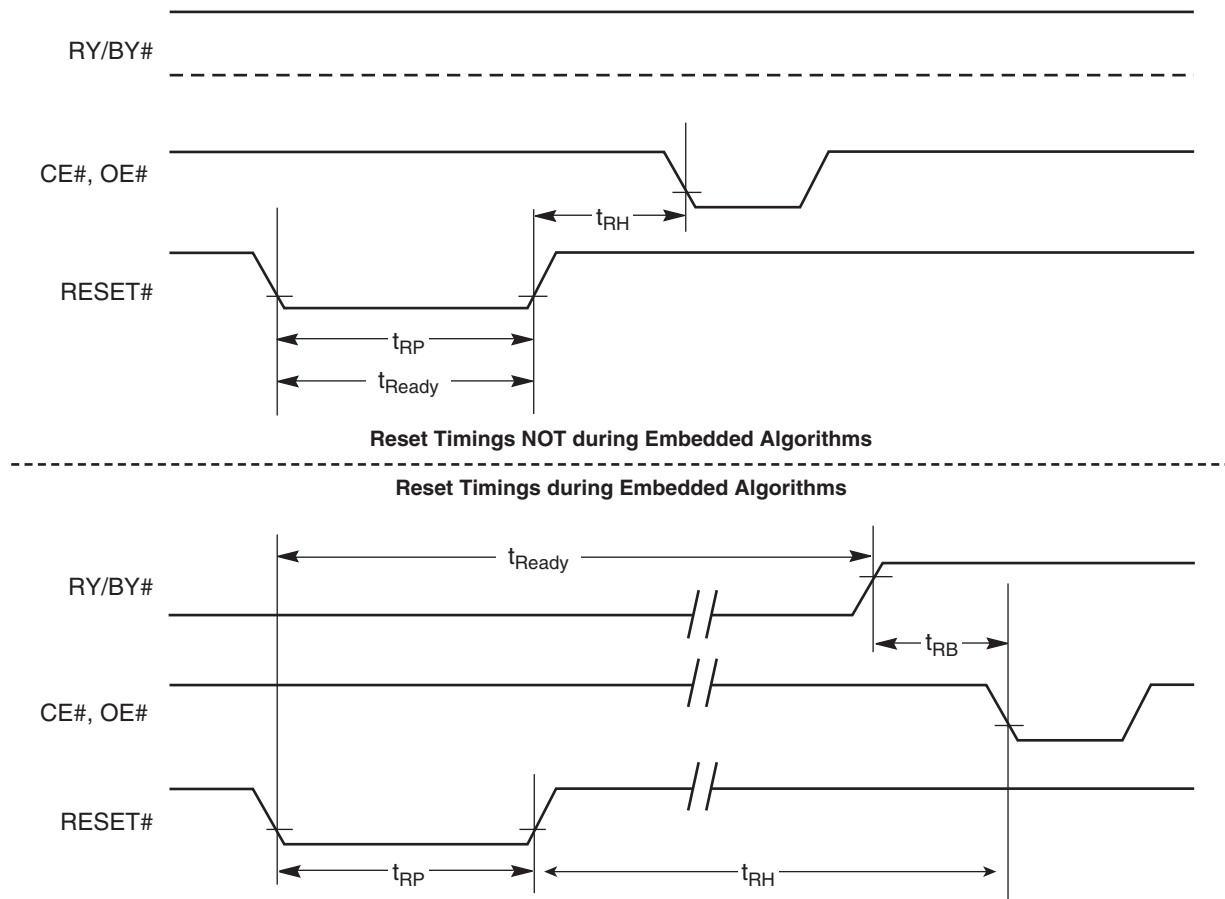 RY/BY#
CE#, OE#
tRH
RESET#
tRP
tReady
Reset Timings NOT during Embedded Algorithms
Reset Timings during Embedded Algorithms
tReady
RY/BY#
tRB
CE#, OE#
RESET#
tRP
tRH